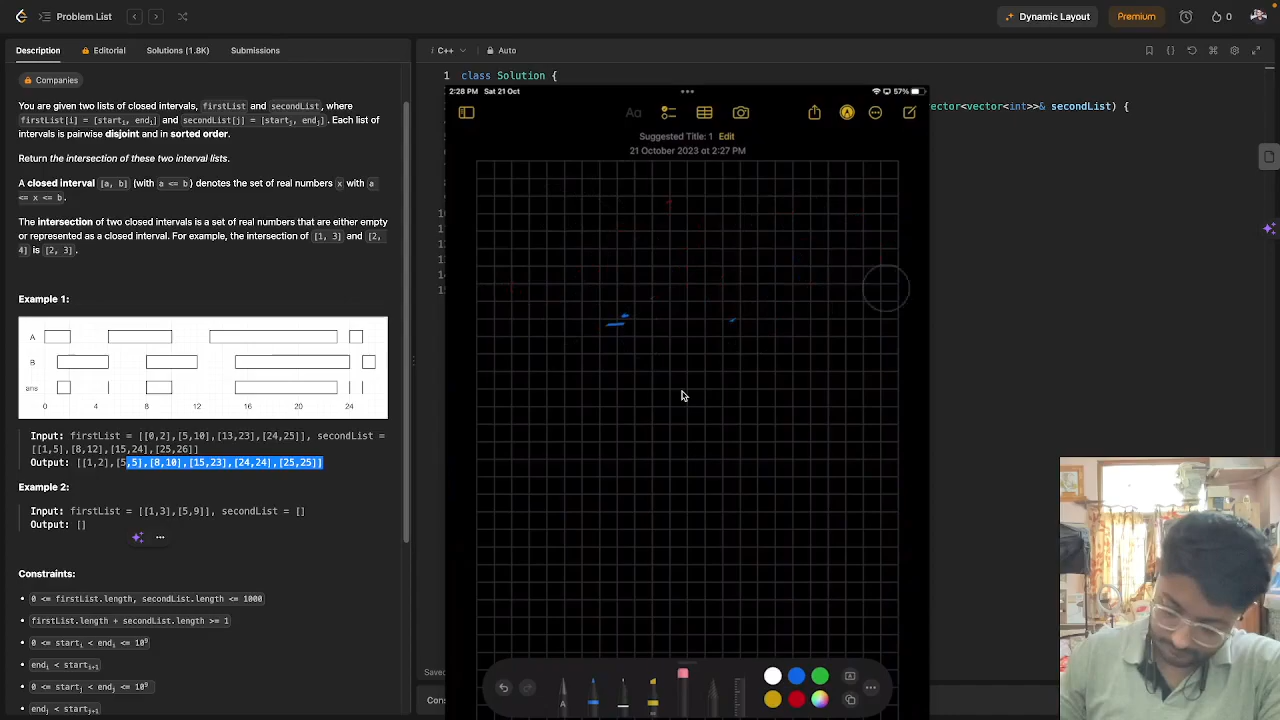 Problem List
Dynamic Layout
Premium
0
Description
Editorial
Solutions (1.8K)
Submissions
C++
Auto
Companies
1 class Solution {
2:28 PM Sat 21 Oct
57%
Aa
Suggested Title: 1 Edit
21 October 2023 at 2:27 PM
vector<int>>& secondList) {
You are given two lists of closed intervals, firstList and secondList, where
firstList[i] = [starti, endi] and secondList[j] = [startj, endj]. Each list of
intervals is pairwise disjoint and in sorted order.
Return the intersection of these two interval lists.
A closed interval [a, b] (with a <= b) denotes the set of real numbers x with a
<= x <= b.
The intersection of two closed intervals is a set of real numbers that are either empty
or represented as a closed interval. For example, the intersection of [1, 3] and [2,
4] is [2, 3].
Example 1:
A
B
ans
0 4 8 12 16 20 24
Input: firstList = [[0,2],[5,10],[13,23],[24,25]], secondList =
[[1,5],[8,12],[15,24],[25,26]]
Output: [[1,2],[5,5],[8,10],[15,23],[24,24],[25,25]]
Example 2:
Input: firstList = [[1,3],[5,9]], secondList = []
Output: []
Constraints:
0 <= firstList.length, secondList.length <= 1000
firstList.length + secondList.length >= 1
0 <= starti < endi <= 109
endi < starti+1
0 <= startj < endj <= 109
Saved
A